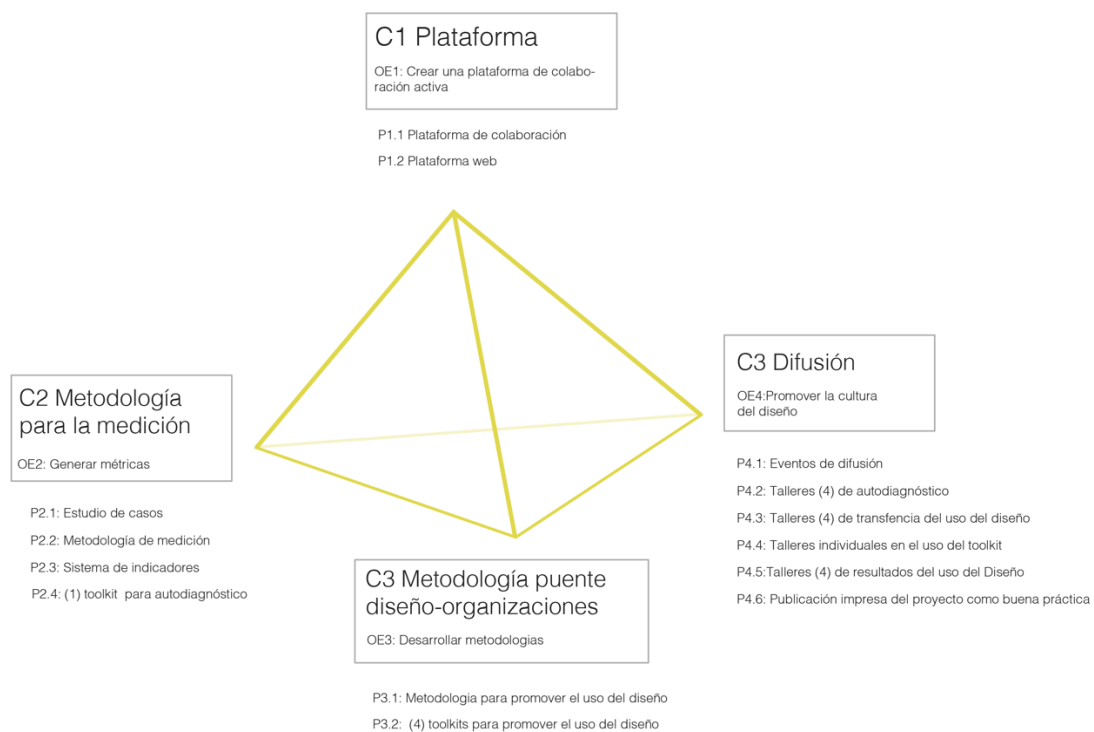 C1 Plataforma
OE1: Crear una plataforma de colabo-
ración activa
P1.1 Plataforma de colaboración
P1.2 Plataforma web
C2 Metodología
para la medición
OE2: Generar métricas
P2.1: Estudio de casos
P2.2: Metodología de medición
P2.3: Sistema de indicadores
P2.4: (1) toolkit para autodiagnóstico
C3 Metodología puente
diseño-organizaciones
OE3: Desarrollar metodologias
P3.1: Metodologia para promover el uso del diseño
P3.2: (4) toolkits para promover el uso del diseño
C3 Difusión
OE4:Promover la cultura
del diseño
P4.1: Eventos de difusión
P4.2: Talleres (4) de autodiagnóstico
P4.3: Talleres (4) de transfencia del uso del diseño
P4.4: Talleres individuales en el uso del toolkit
P4.5:Talleres (4) de resultados del uso del Diseño
P4.6: Publicación impresa del proyecto como buena práctica